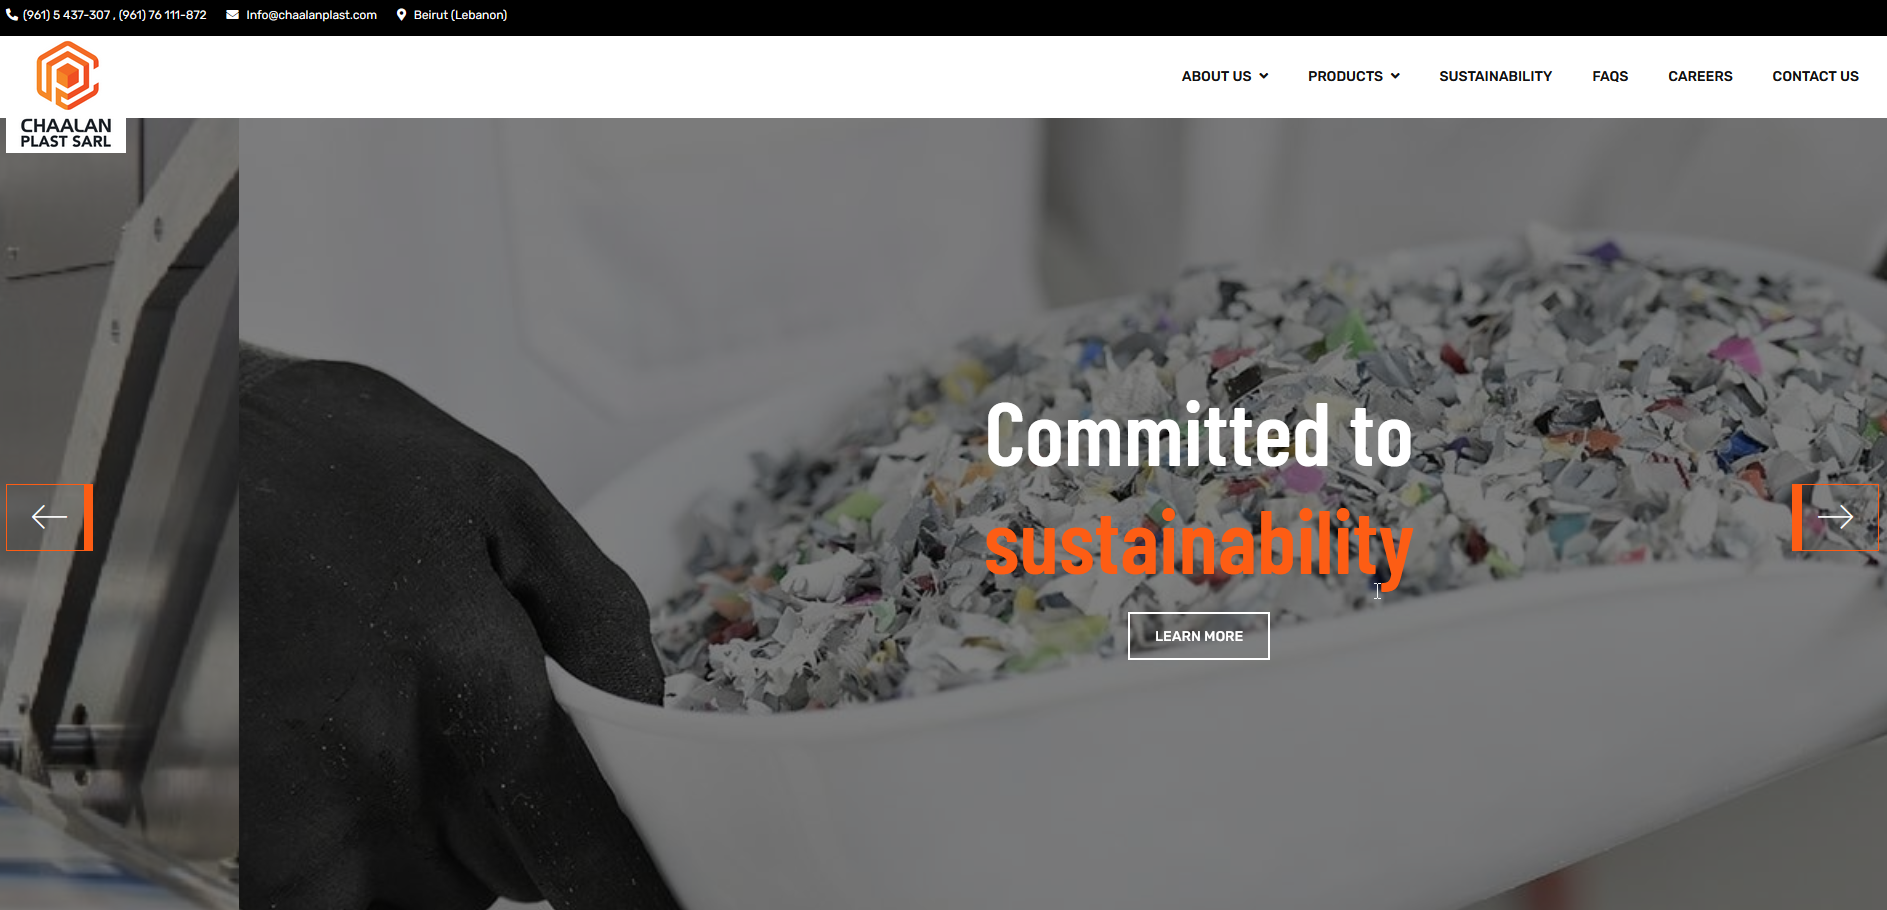 (961) 5 437-307 , (961) 76 111-872 Info@chaalanplast.com Beirut (Lebanon)
CHAALAN
PLAST SARL
ABOUT US PRODUCTS SUSTAINABILITY FAQS CAREERS CONTACT US
Committed to
sustainability
LEARN MORE